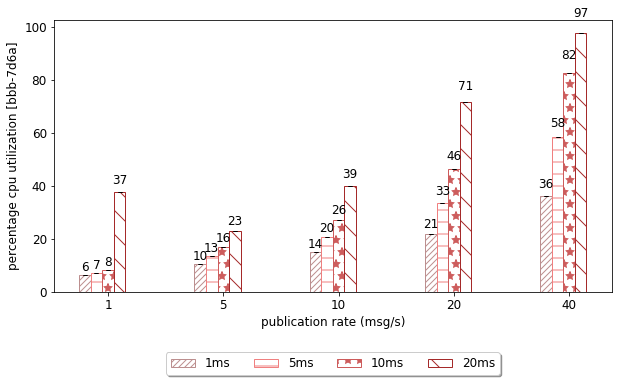 percentage cpu utilization [bbb-7d6a]
100
80
60
40
20
0
6 7 8 37
10 13 16 23
14 20 26 39
21 33 46 71
36 58 82 97
1 5 10 20 40
publication rate (msg/s)
1ms 5ms 10ms 20ms